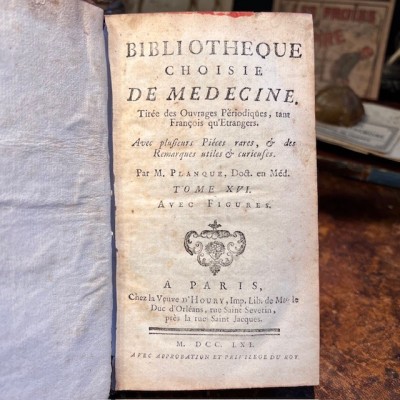 BIBLIOTHEQUE
CHOISIE
DE MEDECINE.
Tirée des Ouvrages Périodiques, tant
François qu'Etrangers.
Avec plusieurs Piéces rares, & des
Remarques utiles & curieuses.
Par M. PLANQUE, Doct. en Méd.
TOME XVI.
AVEC FIGURES.
A PARIS,
Chez la Veuve D'HOURY, Imp. Lib. de M. le
Duc d'Orléans, rue Saint Severin,
près la rue Saint Jacques.
M. DCC. LXI.
AVEC APPROBATION ET PRIVILEGE DU ROY.